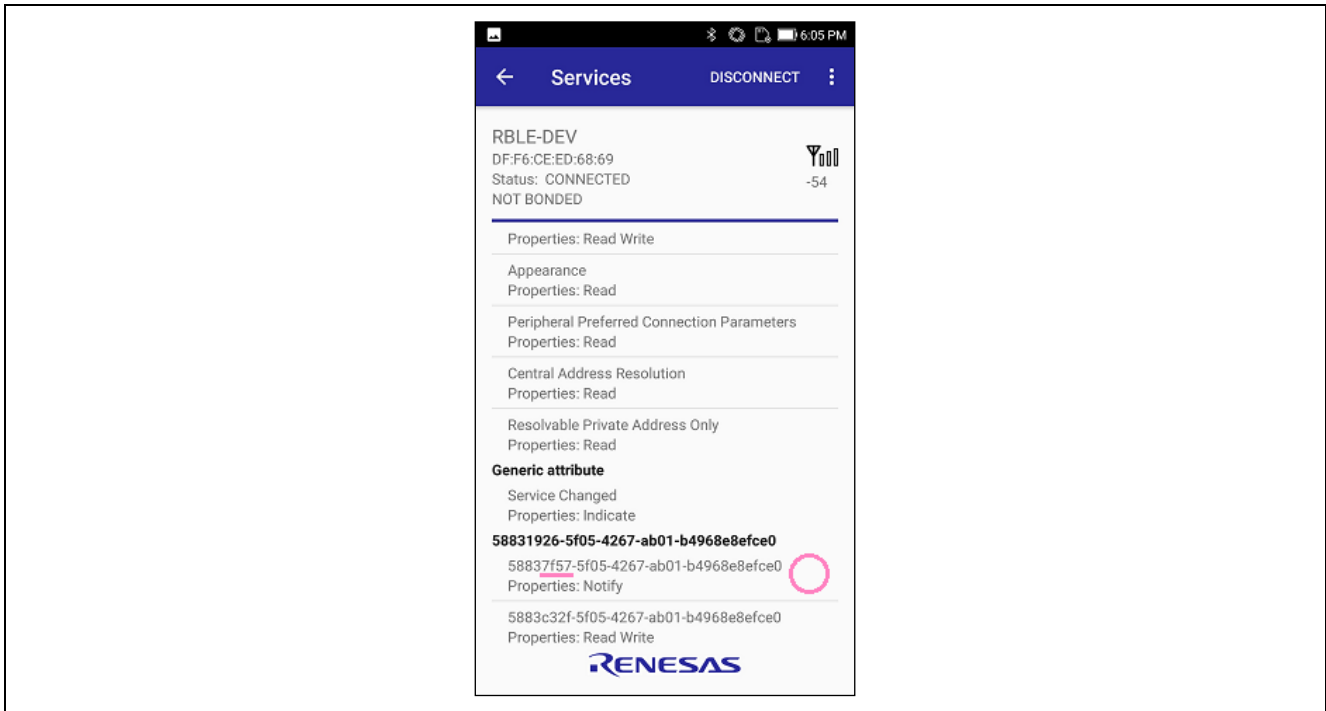 6:05 PM
Services DISCONNECT
RBLE-DEV
DF:F6:CE:ED:68:69
Status: CONNECTED
-54
NOT BONDED
Properties: Read Write
Appearance
Properties: Read
Peripheral Preferred Connection Parameters
Properties: Read
Central Address Resolution
Properties: Read
Resolvable Private Address Only
Properties: Read
Generic attribute
Service Changed
Properties: Indicate
58831926-5f05-4267-ab01-b4968e8efce0
58837f57-5f05-4267-ab01-b4968e8efce0
Properties: Notify
5883c32f-5f05-4267-ab01-b4968e8efce0
Properties: Read Write
RENESAS